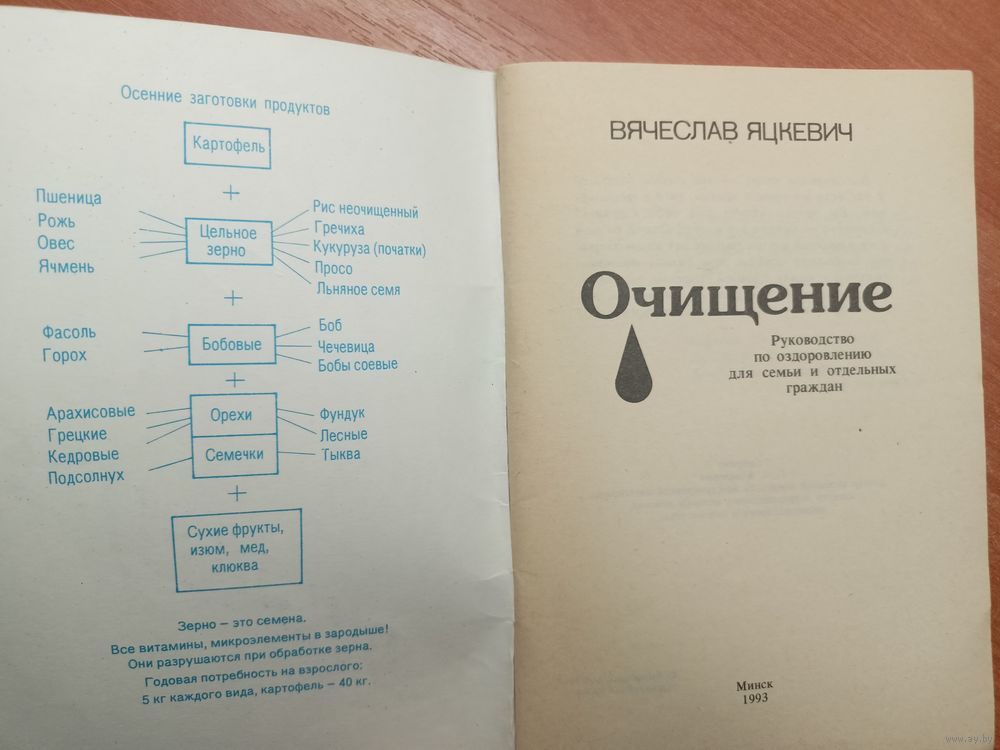 Осенние заготовки продуктов
Картофель
+
Пшеница
Рожь
Овес
Ячмень
Цельное
зерно
Рис неочищенный
Гречиха
Кукуруза (початки)
Просо
Льняное семя
+
Фасоль
Горох
Бобовые
Боб
Чечевица
Бобы соевые
+
Арахисовые
Грецкие
Кедровые
Подсолнух
Орехи
Семечки
Фундук
Лесные
Тыква
+
Сухие фрукты,
изюм, мед,
клюква
Зерно – это семена.
Все витамины, микроэлементы в зародыше!
Они разрушаются при обработке зерна.
Годовая потребность на взрослого:
5 кг каждого вида, картофель – 40 кг.
ВЯЧЕСЛАВ ЯЦКЕВИЧ
Очищение
Руководство
по оздоровлению
для семьи и отдельных
граждан
Минск
1993
www.ay.by